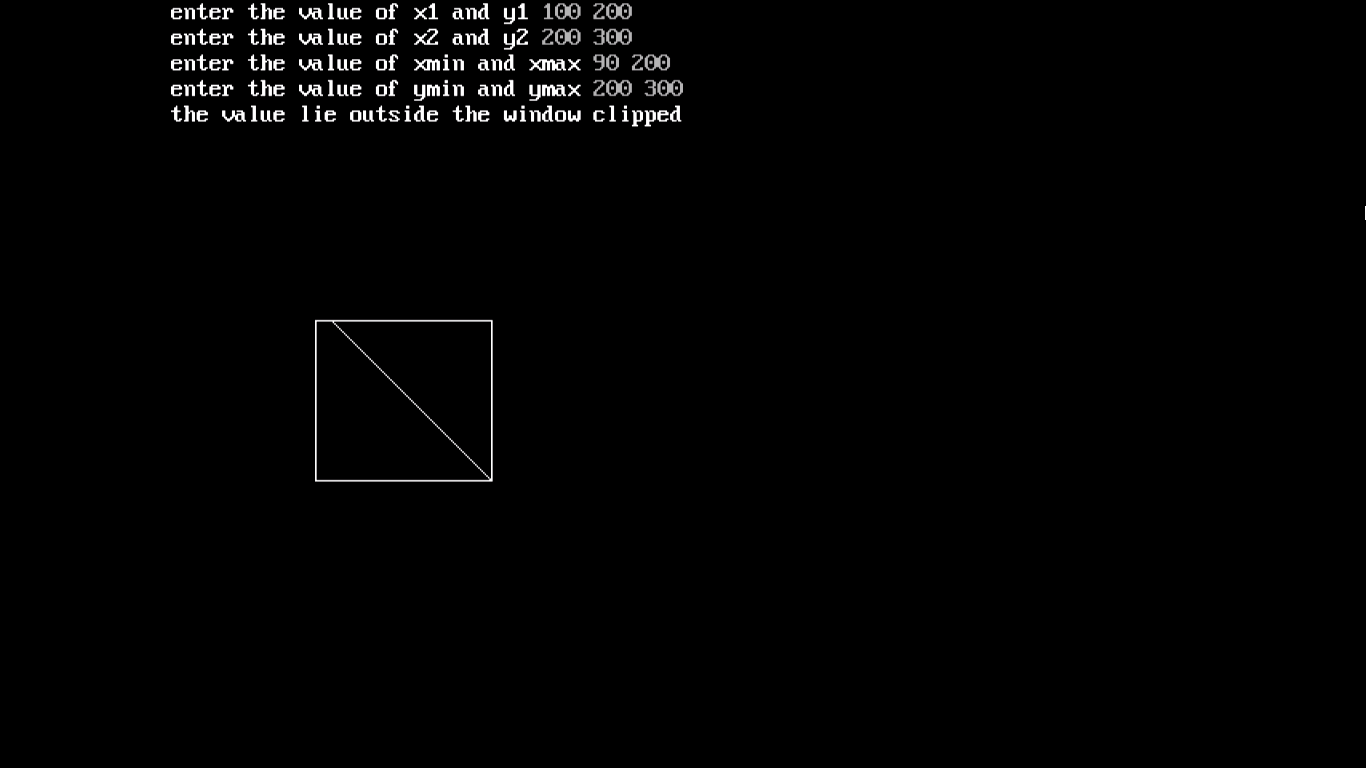 enter the value of x1 and y1 100 200
enter the value of x2 and y2 200 300
enter the value of xmin and xmax 90 200
enter the value of ymin and ymax 200 300
the value lie outside the window clipped